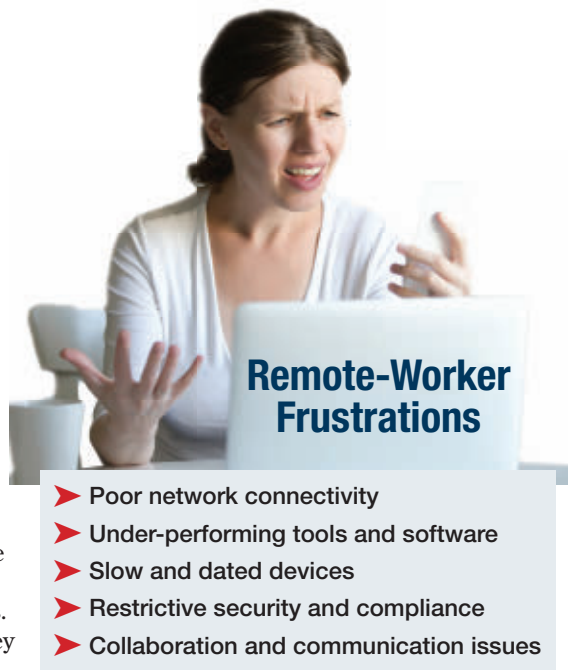 Remote-Worker
Frustrations
➤ Poor network connectivity
➤ Under-performing tools and software
➤ Slow and dated devices
➤ Restrictive security and compliance
➤ Collaboration and communication issues